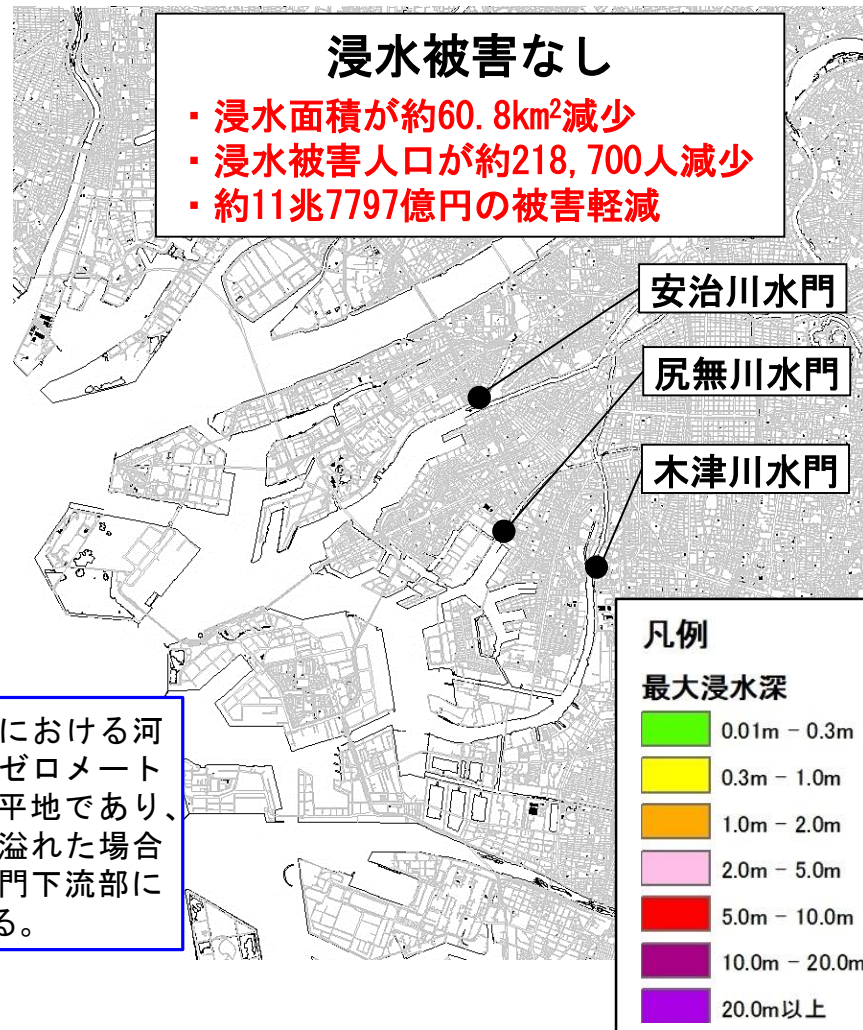 浸水被害なし
・浸水面積が約60.8km²減少
・浸水被害人口が約218,700人減少
・約11兆7797億円の被害軽減
安治川水門
尻無川水門
木津川水門
における河
ゼロメート
平地であり、
溢れた場合
門下流部に
る。
凡例
最大浸水深
0.01m − 0.3m
0.3m − 1.0m
1.0m − 2.0m
2.0m − 5.0m
5.0m − 10.0m
10.0m − 20.0m
20.0m以上